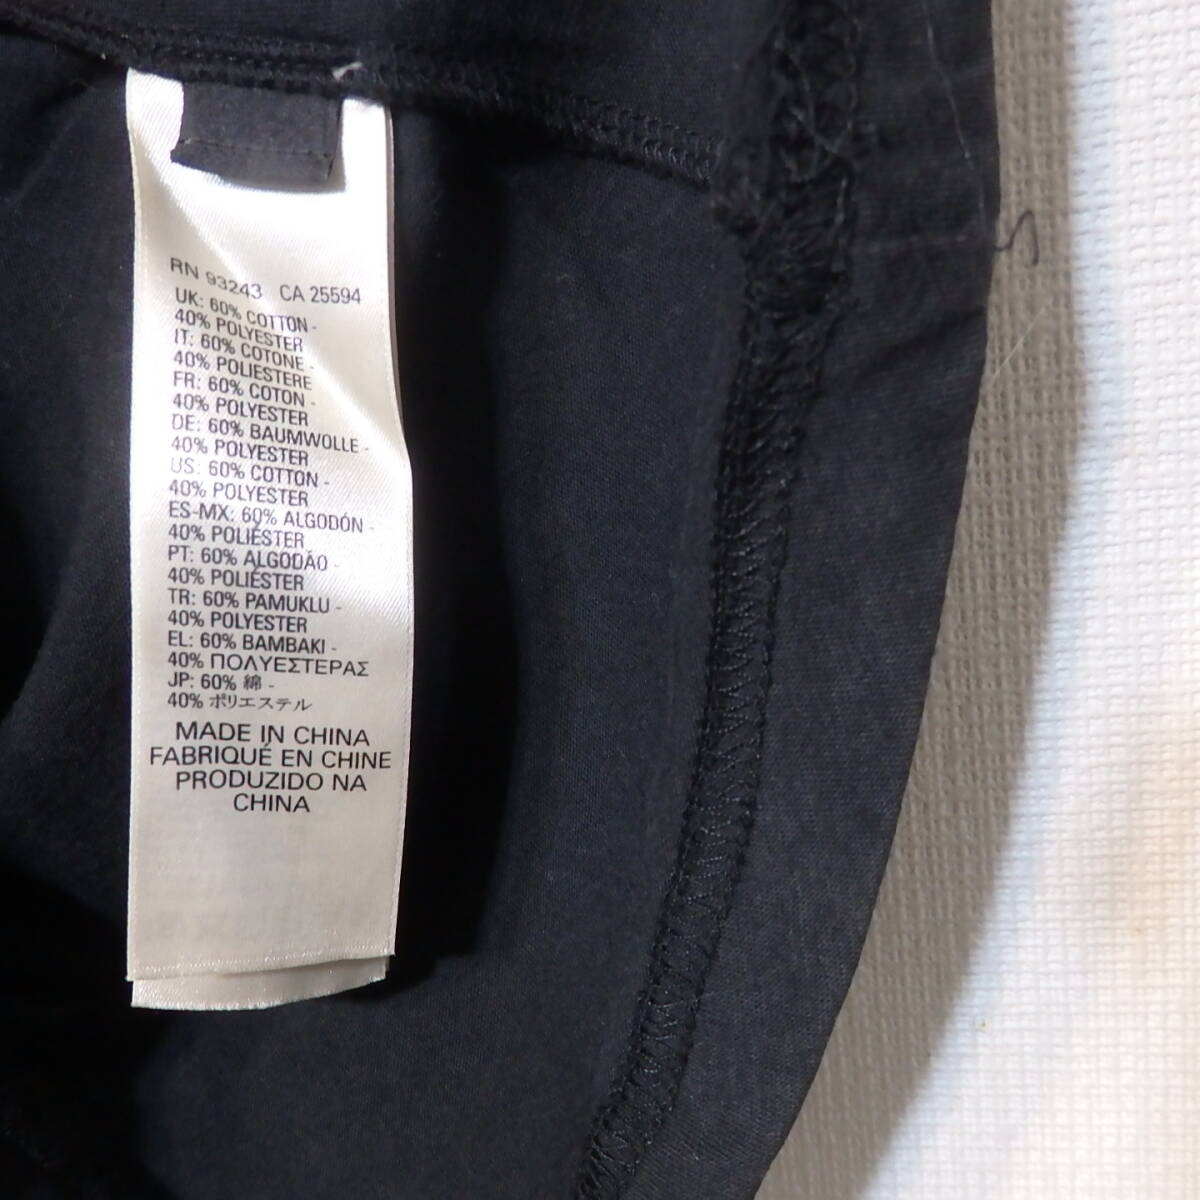 RN 93243 CA 25594
UK: 60% COTTON -
40% POLYESTER
IT: 60% COTONE -
40% POLIESTERE
FR: 60% COTON -
40% POLYESTER
DE: 60% BAUMWOLLE -
40% POLYESTER
US: 60% COTTON -
40% POLYESTER
ES-MX: 60% ALGODÓN -
40% POLIÉSTER
PT: 60% ALGODÃO -
40% POLIÉSTER
TR: 60% PAMUKLU -
40% POLYESTER
EL: 60% BAMBAKI -
40% ΠΟΛΥΕΣΤΕΡΑΣ
JP: 60% 綿 -
40% ポリエステル
MADE IN CHINA
FABRIQUÉ EN CHINE
PRODUZIDO NA
CHINA